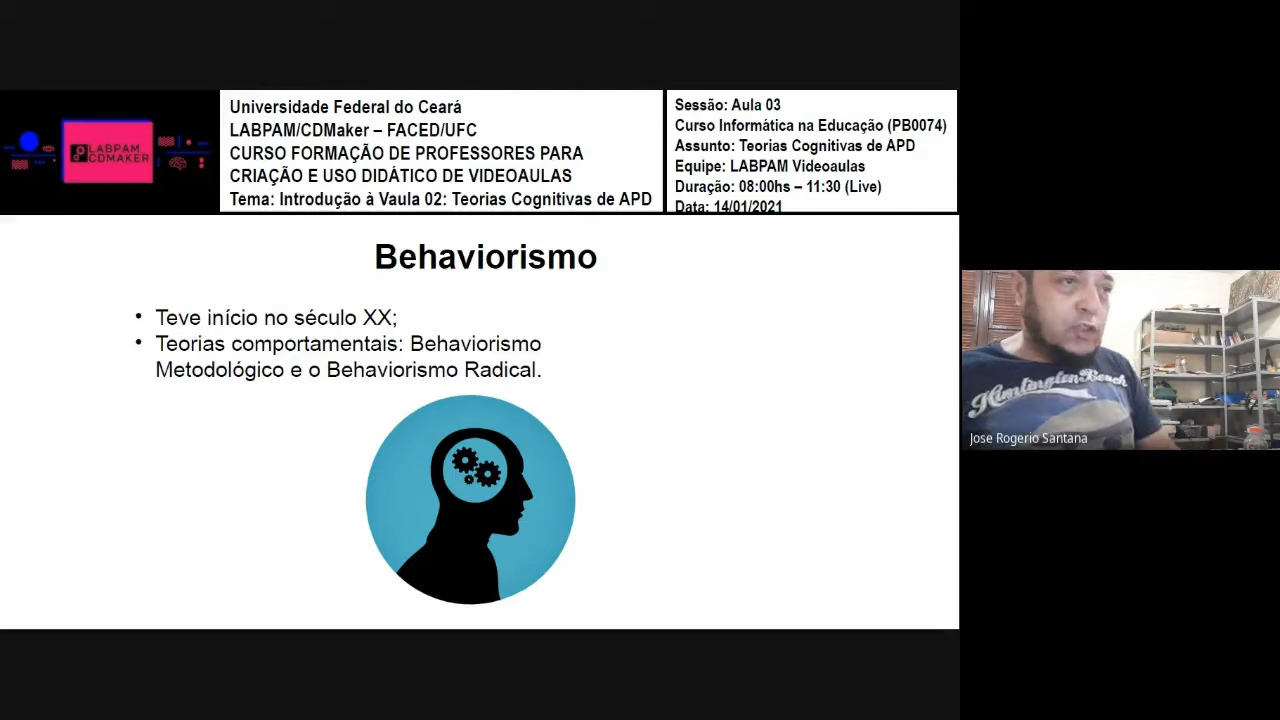 LABPAM
CDMAKER
Universidade Federal do Ceará
LABPAM/CDMaker – FACED/UFC
CURSO FORMAÇÃO DE PROFESSORES PARA
CRIAÇÃO E USO DIDÁTICO DE VIDEOAULAS
Tema: Introdução à Vaula 02: Teorias Cognitivas de APD
Sessão: Aula 03
Curso Informática na Educação (PB0074)
Assunto: Teorias Cognitivas de APD
Equipe: LABPAM Videoaulas
Duração: 08:00hs – 11:30 (Live)
Data: 14/01/2021
Behaviorismo
• Teve início no século XX;
• Teorias comportamentais: Behaviorismo
Metodológico e o Behaviorismo Radical.
Huntington Beach
Jose Rogerio Santana